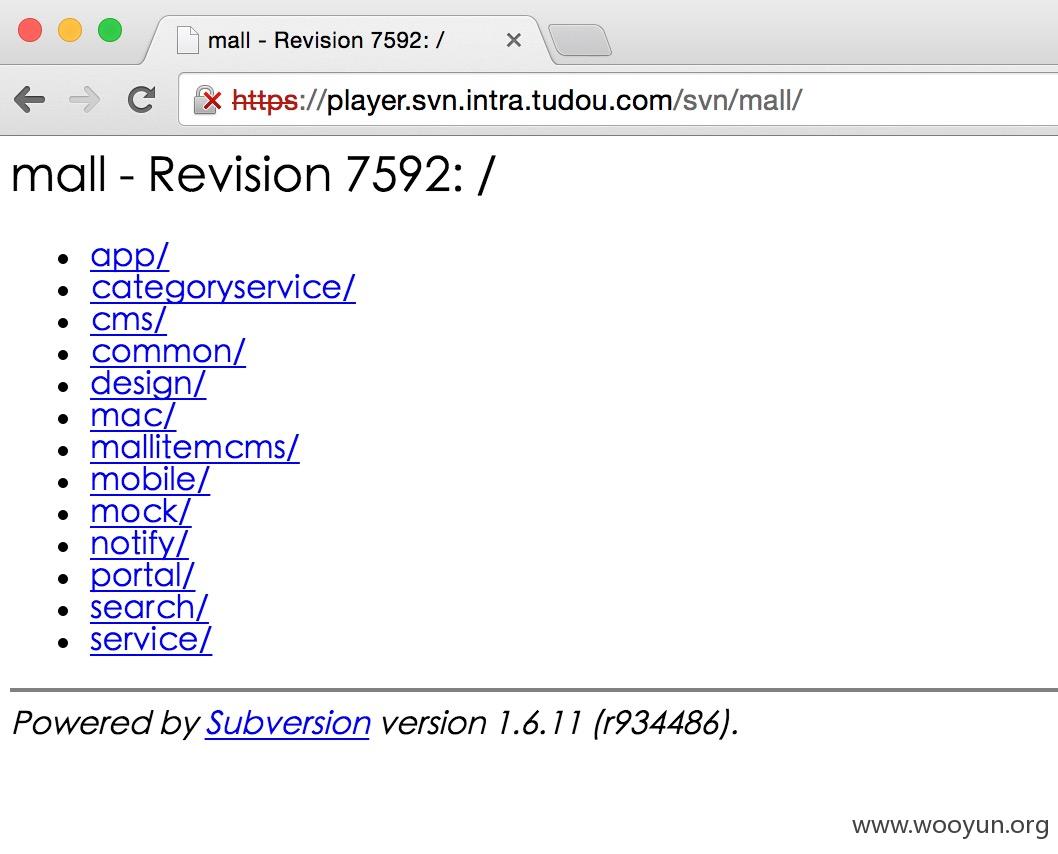 mall - Revision 7592: /
https://player.svn.intra.tudou.com/svn/mall/
mall - Revision 7592: /
app/
categoryservice/
cms/
common/
design/
mac/
mallitemcms/
mobile/
mock/
notify/
portal/
search/
service/
Powered by Subversion version 1.6.11 (r934486).
www.wooyun.org